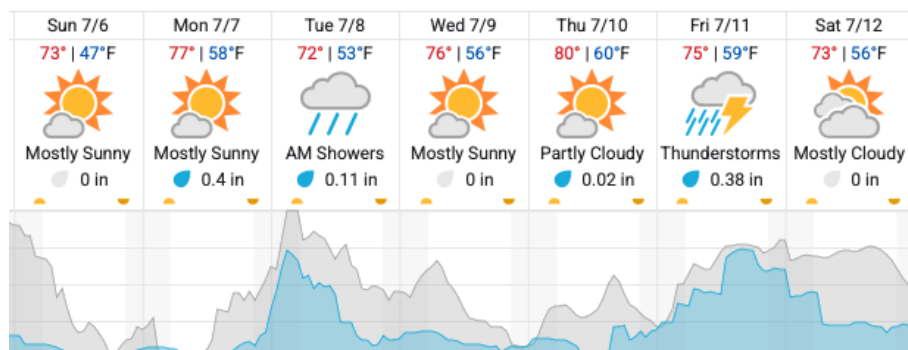 Sun 7/6 Mon 7/7 Tue 7/8 Wed 7/9 Thu 7/10 Fri 7/11 Sat 7/12
73° | 47°F 77° | 58°F 72° | 53°F 76° | 56°F 80° | 60°F 75° | 59°F 73° | 56°F
Mostly Sunny Mostly Sunny AM Showers Mostly Sunny Partly Cloudy Thunderstorms Mostly Cloudy
0 in 0.4 in 0.11 in 0 in 0.02 in 0.38 in 0 in